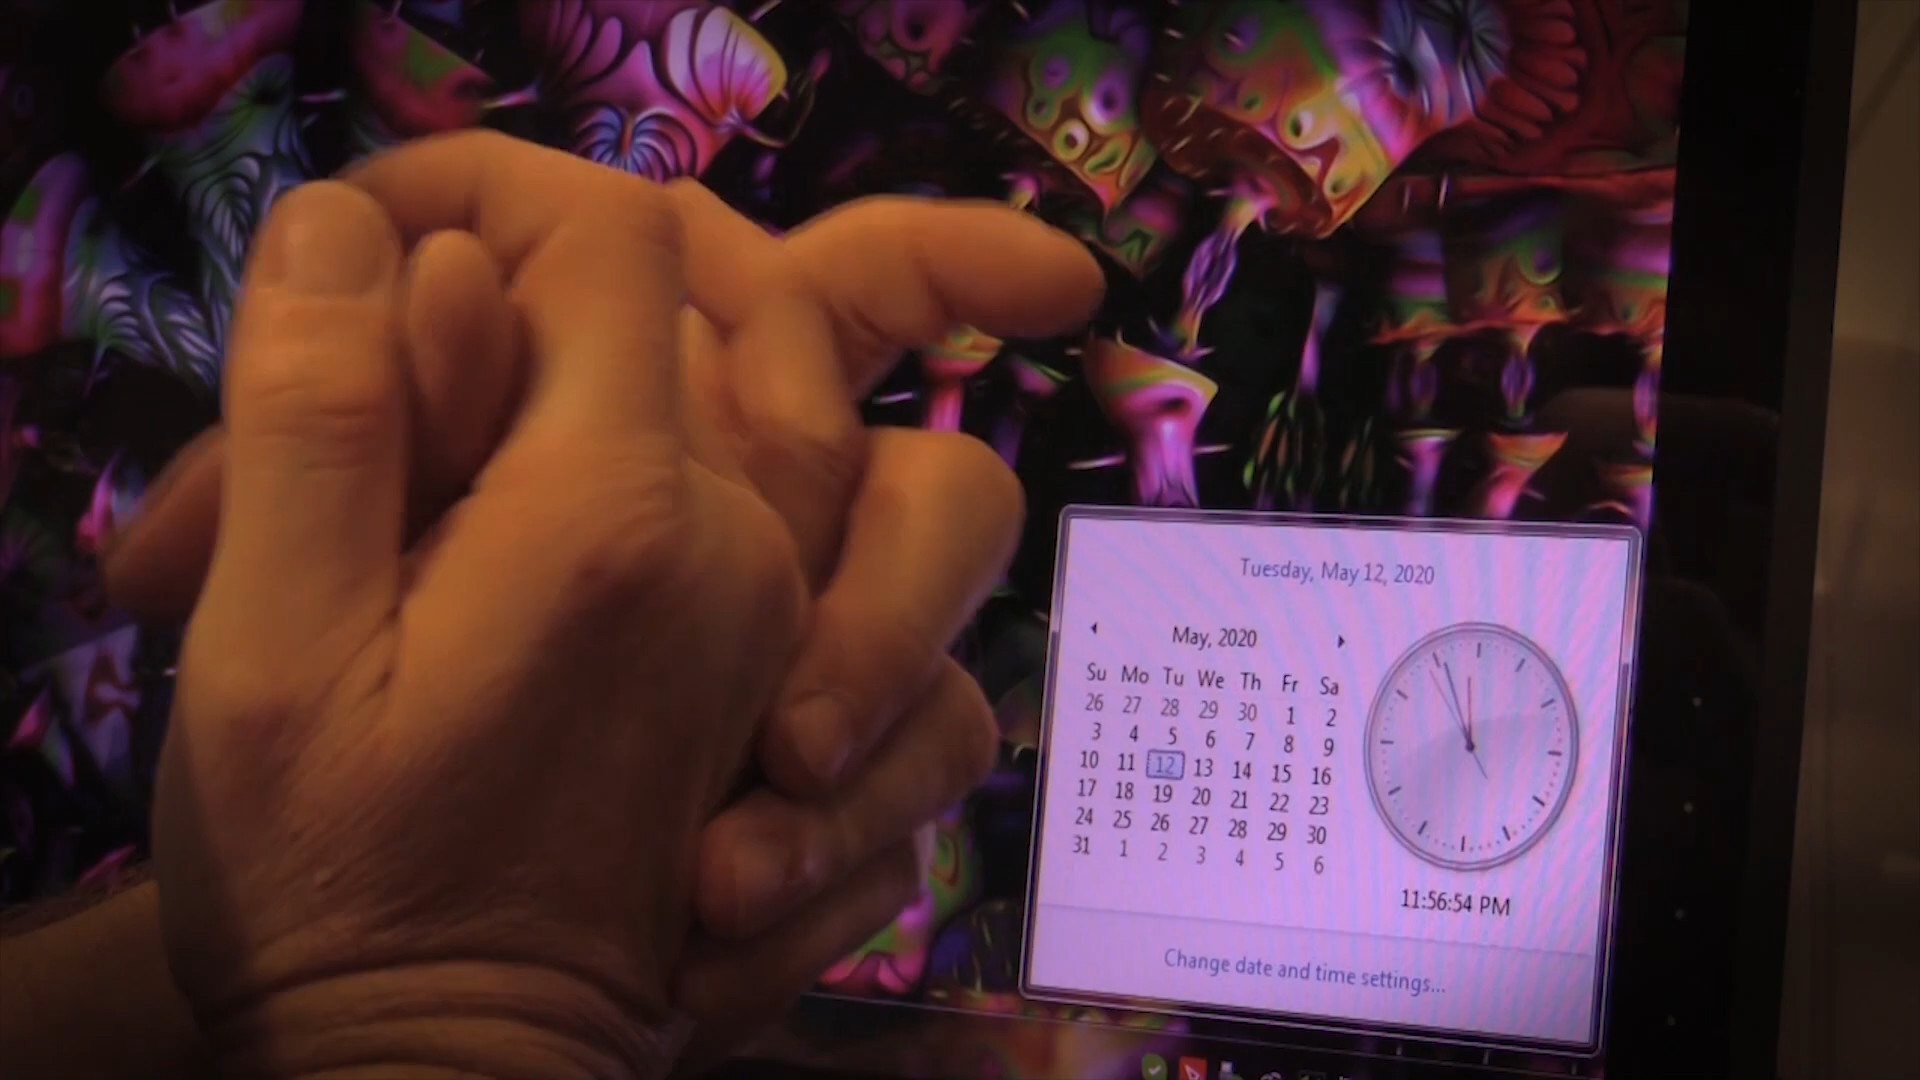 Tuesday, May 12, 2020
May, 2020
Su Mo Tu We Th Fr Sa
26 27 28 29 30 1 2
3 4 5 6 7 8 9
10 11 12 13 14 15 16
17 18 19 20 21 22 23
24 25 26 27 28 29 30
31 1 2 3 4 5 6
11:56:54 PM
Change date and time settings...